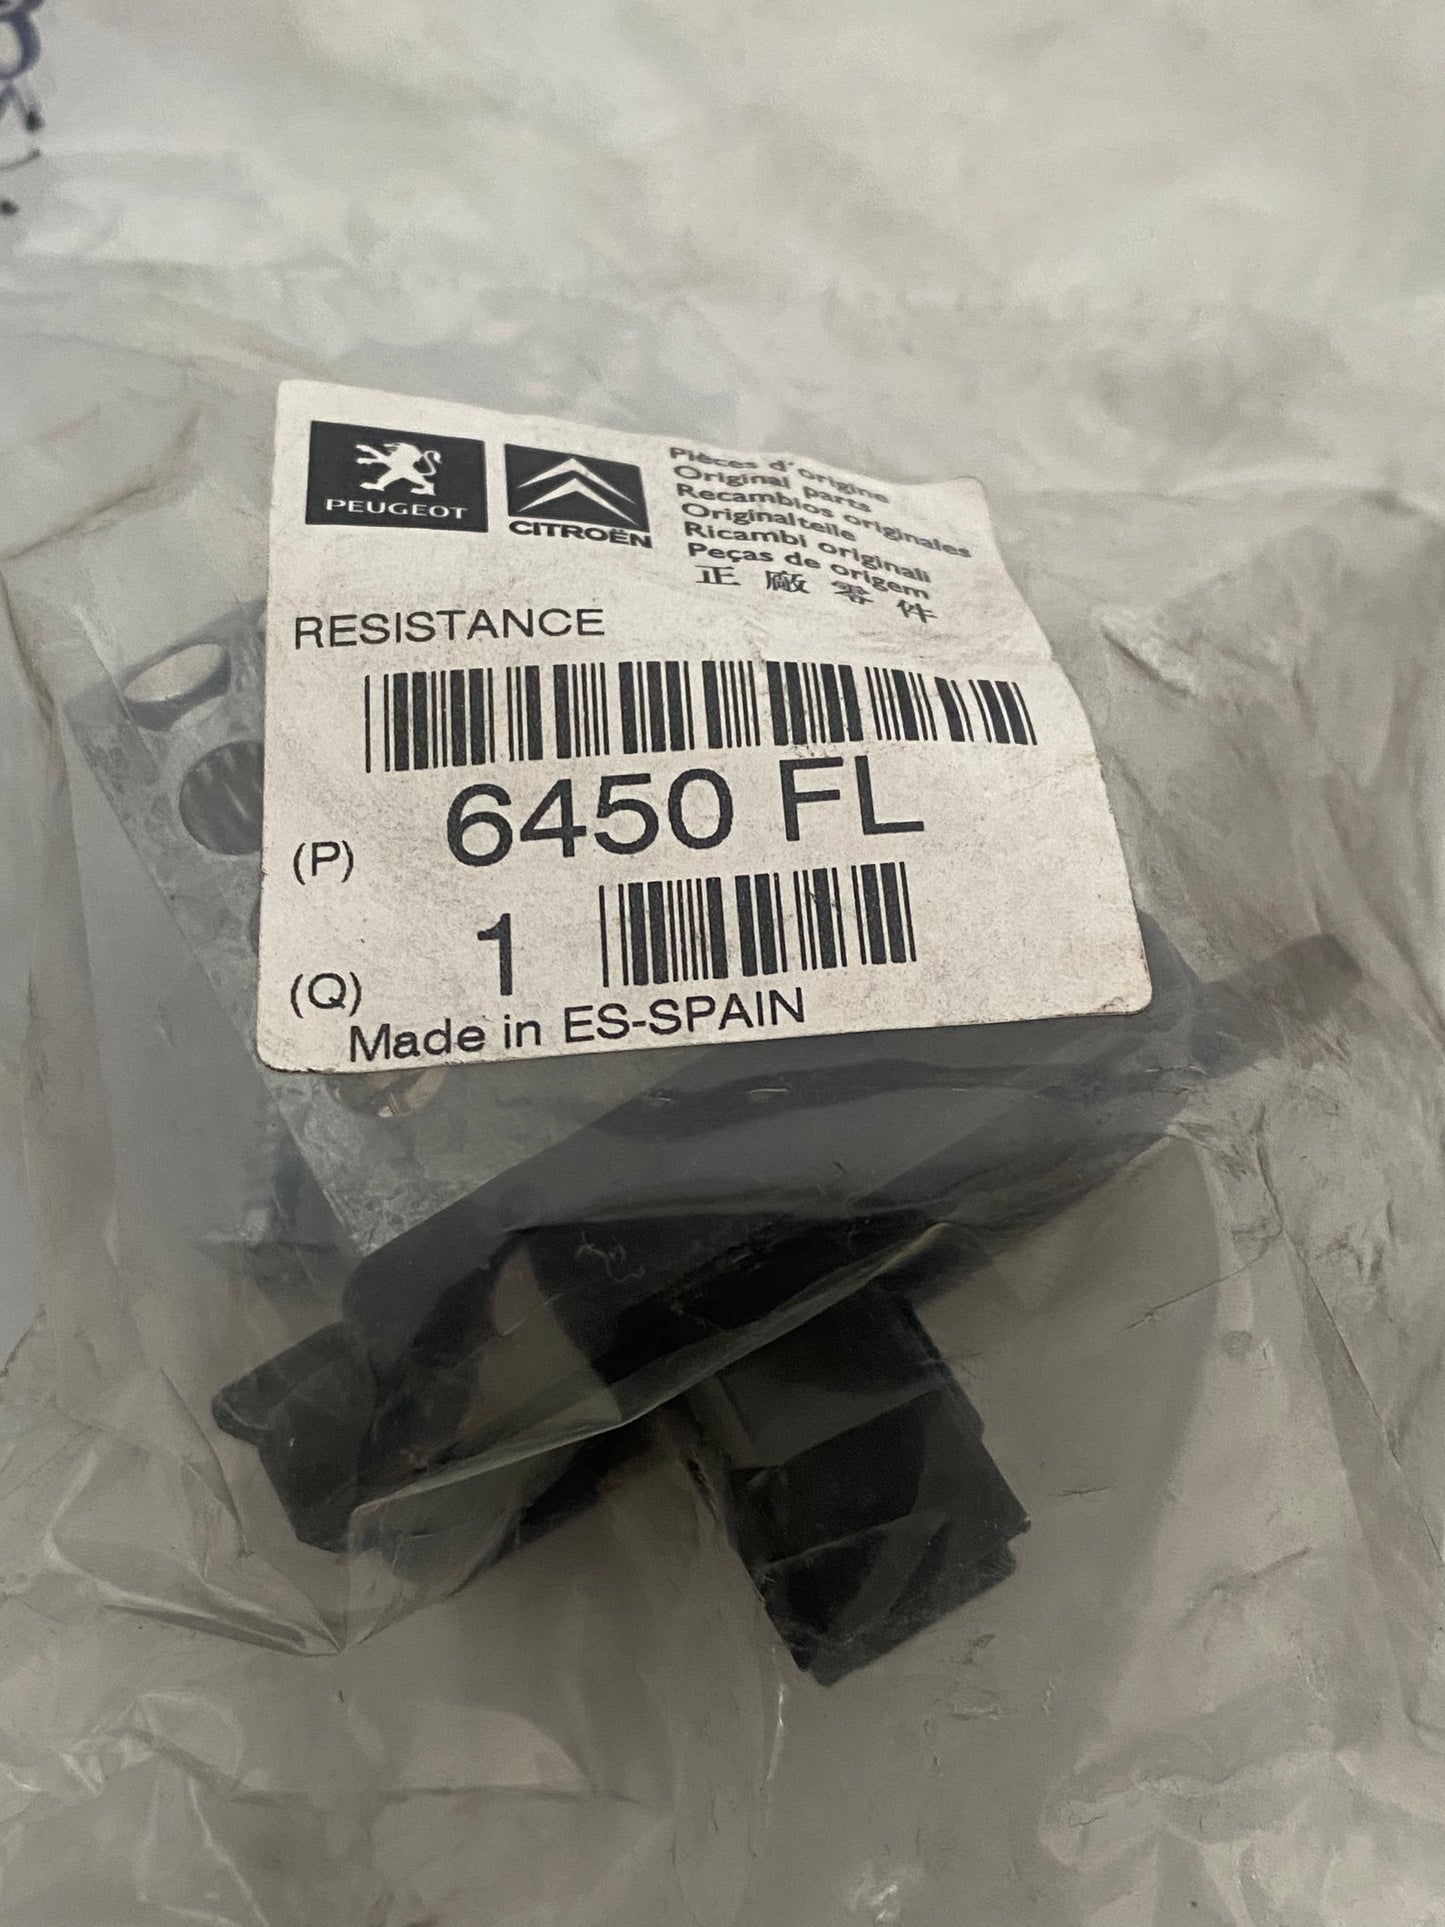 PEUGEOT
CITROËN
Pièces d'origine
Original parts
Recambios originales
Originalteile
Ricambi originali
Peças de origem
正廠零件
RESISTANCE
(P) 6450 FL
(Q) 1
Made in ES-SPAIN